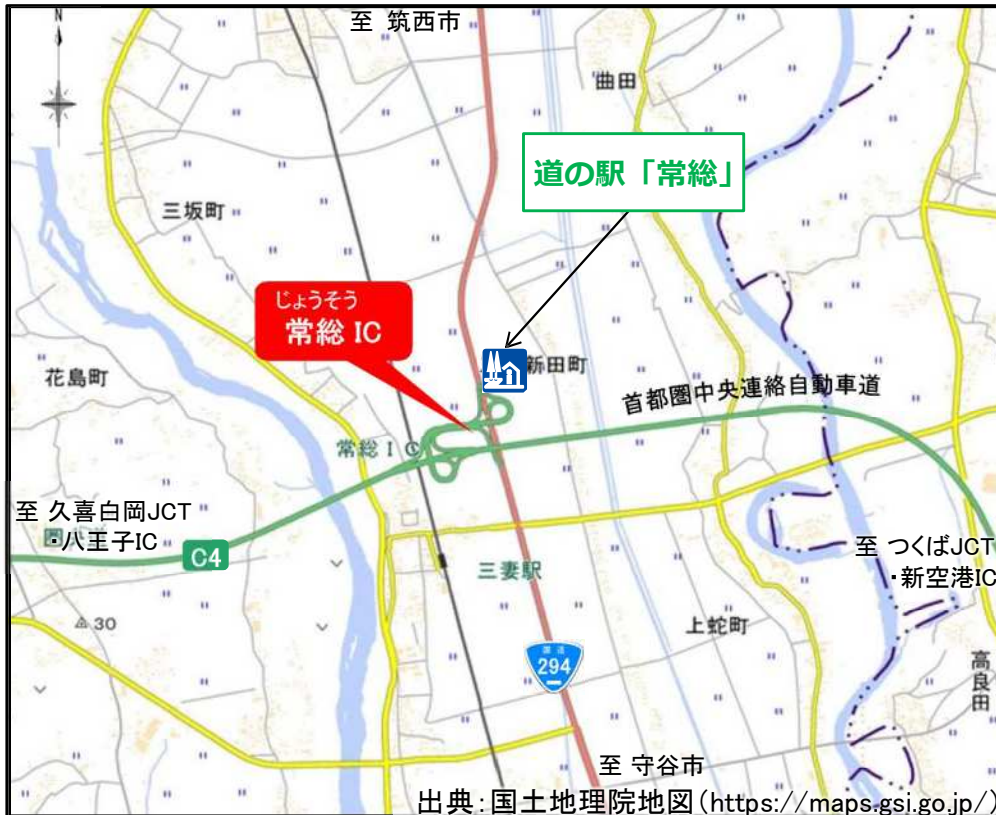 至 筑西市
N
曲田
道の駅「常総」
三坂町
じょうそう
常総 IC
新田町
花島町
首都圏中央連絡自動車道
常総 I C
至 久喜白岡JCT
・八王子IC
C4
至 つくばJCT
・新空港IC
三妻駅
30
上蛇町
国道
294
高良田
至 守谷市
出典:国土地理院地図(https://maps.gsi.go.jp/)